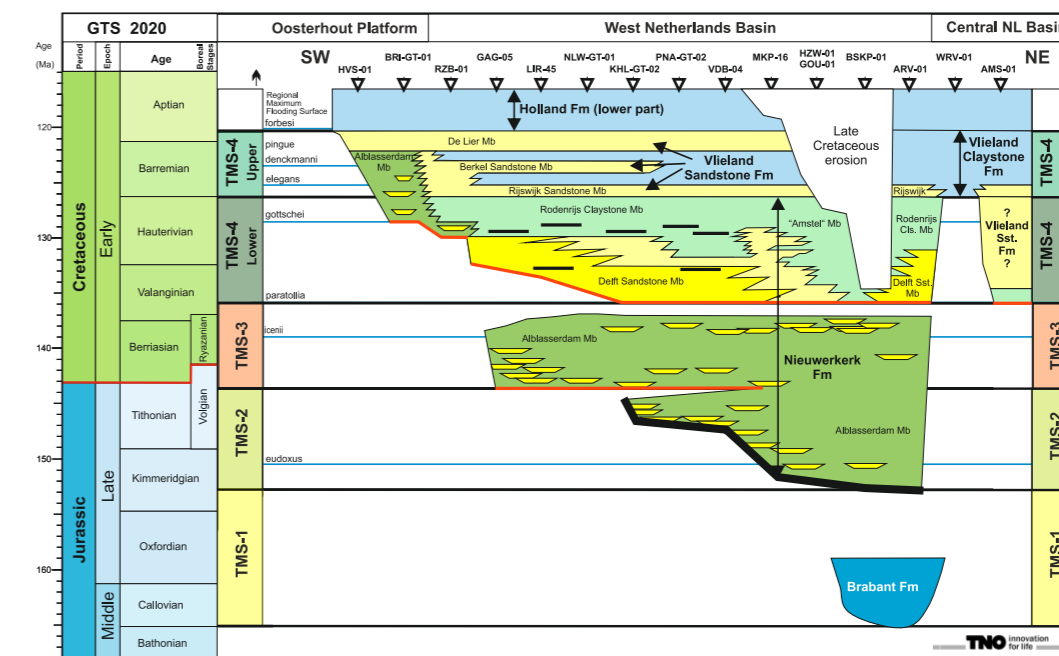 GTS 2020
Oosterhout Platform
West Netherlands Basin
Central NL Basin
Age
(Ma)
Period
Epoch
Age
Boreal
Stages
SW
NE
HVS-01
BRI-GT-01
RZB-01
GAG-05
LIR-45
NLW-GT-01
KHL-GT-02
PNA-GT-02
VDB-04
MKP-16
HZW-01
GOU-01
BSKP-01
ARV-01
WRV-01
AMS-01
120
130
140
150
160
Cretaceous
Jurassic
Early
Late
Middle
Aptian
Barremian
Hauterivian
Valanginian
Berriasian
Tithonian
Kimmeridgian
Oxfordian
Callovian
Bathonian
Ryazanian
Volgian
TMS-4
Upper
TMS-4
Lower
TMS-3
TMS-2
TMS-1
Regional
Maximum
Flooding Surface
forbesi
pingue
denckmanni
elegans
gottschei
paratollia
icenii
eudoxus
Holland Fm (lower part)
De Lier Mb
Alblasserdam
Mb
Berkel Sandstone Mb
Vlieland
Sandstone Fm
Rijswijk Sandstone Mb
Rodenrijs Claystone Mb
"Amstel" Mb
Delft Sandstone Mb
Late
Cretaceous
erosion
Vlieland
Claystone
Fm
Rijswijk
Rodenrijs
Cls. Mb
Delft Sst.
Mb
?
Vlieland
Sst.
Fm
?
Alblasserdam Mb
Nieuwerkerk
Fm
Alblasserdam Mb
Brabant Fm
TMS-4
TMS-4
TMS-3
TMS-2
TMS-1
TNO innovation
for life